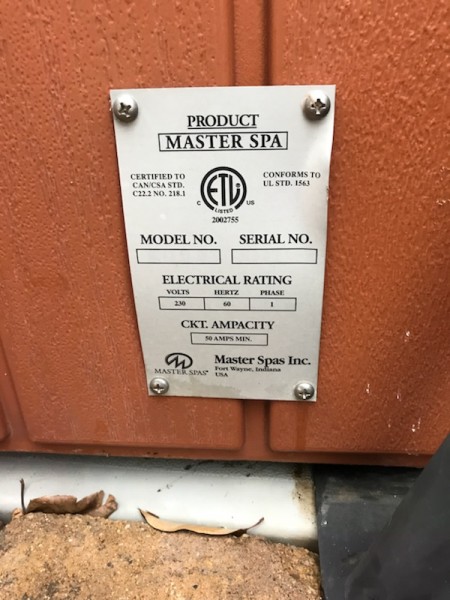 PRODUCT
MASTER SPA
CERTIFIED TO
CAN/CSA STD.
C22.2 NO. 218.1
C ETL US
LISTED
2002755
CONFORMS TO
UL STD. 1563
MODEL NO. SERIAL NO.
ELECTRICAL RATING
VOLTS HERTZ PHASE
230 60 1
CKT. AMPACITY
50 AMPS MIN.
MASTER SPAS®
Master Spas Inc.
Fort Wayne, Indiana
USA